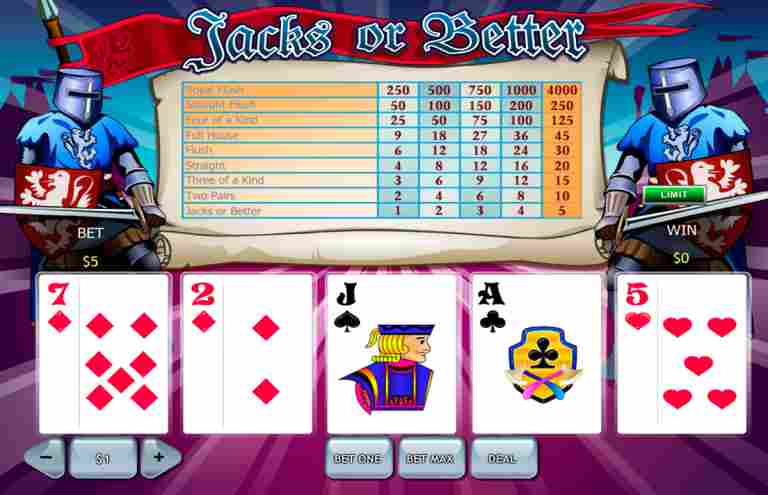 Jacks or Better
Royal Flush 250 500 750 1000 4000
Straight Flush 50 100 150 200 250
Four of a Kind 25 50 75 100 125
Full House 9 18 27 36 45
Flush 6 12 18 24 30
Straight 4 8 12 16 20
Three of a Kind 3 6 9 12 15
Two Pairs 2 4 6 8 10
Jacks or Better 1 2 3 4 5
LIMIT
BET
WIN
$5
$0
7 2 J A 5
− $1 + BET ONE BET MAX DEAL